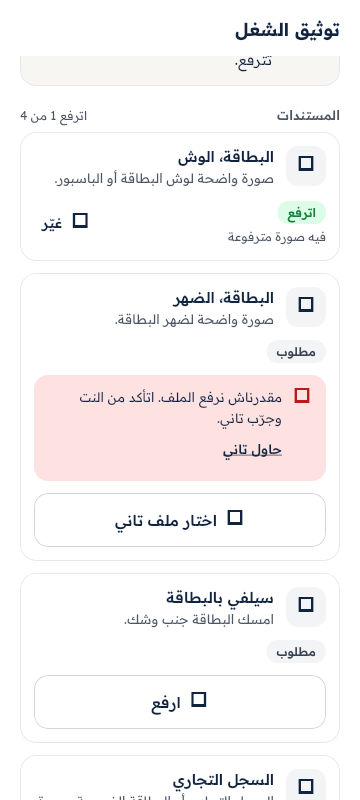 توثيق الشغل
تترفع.
المستندات
اترفع 1 من 4
البطاقة، الوش
صورة واضحة لوش البطاقة أو الباسبور.
اترفع
فيه صورة مترفوعة
غيّر
البطاقة، الضهر
صورة واضحة لضهر البطاقة.
مطلوب
مقدرناش نرفع الملف. اتأكد من النت
وجرّب تاني.
حاول تاني
اختار ملف تاني
سيلفي بالبطاقة
امسك البطاقة جنب وشك.
مطلوب
ارفع
السجل التجاري